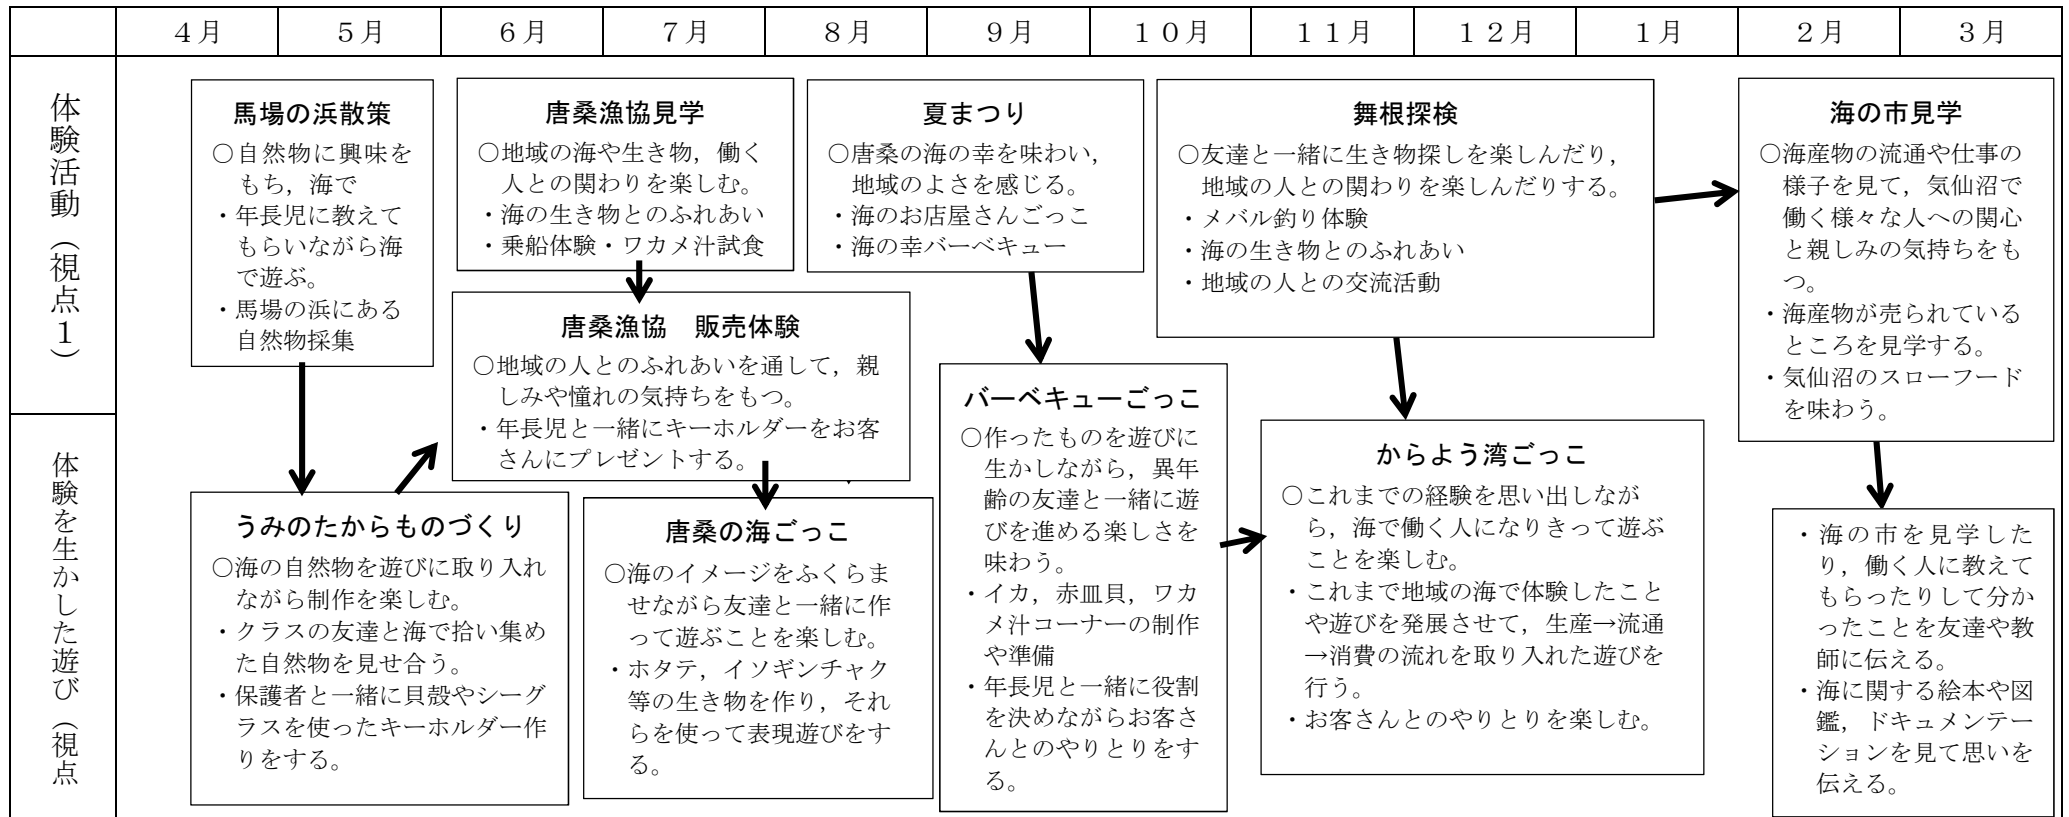 4月 5月 6月 7月 8月 9月 10月 11月 12月 1月 2月 3月
体験活動(視点1)
馬場の浜散策
○自然物に興味を
もち,海で
・年長児に教えて
もらいながら海
で遊ぶ。
・馬場の浜にある
自然物採集
唐桑漁協見学
○地域の海や生き物,働く
人との関わりを楽しむ。
・海の生き物とのふれあい
・乗船体験・ワカメ汁試食
唐桑漁協 販売体験
○地域の人とのふれあいを通して,親
しみや憧れの気持ちをもつ。
・年長児と一緒にキーホルダーをお客
さんにプレゼントする。
夏まつり
○唐桑の海の幸を味わい,
地域のよさを感じる。
・海のお店屋さんごっこ
・海の幸バーベキュー
舞根探検
○友達と一緒に生き物探しを楽しんだり,
地域の人との関わりを楽しんだりする。
・メバル釣り体験
・海の生き物とのふれあい
・地域の人との交流活動
海の市見学
○海産物の流通や仕事の
様子を見て,気仙沼で
働く様々な人への関心
と親しみの気持ちをも
つ。
・海産物が売られている
ところを見学する。
・気仙沼のスローフード
を味わう。
体験を生かした遊び(視点
うみのたからものづくり
○海の自然物を遊びに取り入れ
ながら制作を楽しむ。
・クラスの友達と海で拾い集め
た自然物を見せ合う。
・保護者と一緒に貝殻やシーグ
ラスを使ったキーホルダー作
りをする。
唐桑の海ごっこ
○海のイメージをふくらま
せながら友達と一緒に作
って遊ぶことを楽しむ。
・ホタテ,イソギンチャク
等の生き物を作り,それ
らを使って表現遊びをす
る。
バーベキューごっこ
○作ったものを遊びに
生かしながら,異年
齢の友達と一緒に遊
びを進める楽しさを
味わう。
・イカ,赤皿貝,ワカ
メ汁コーナーの制作
や準備
・年長児と一緒に役割
を決めながらお客さ
んとのやりとりをす
る。
からよう湾ごっこ
○これまでの経験を思い出しなが
ら,海で働く人になりきって遊ぶ
ことを楽しむ。
・これまで地域の海で体験したこと
や遊びを発展させて,生産→流通
→消費の流れを取り入れた遊びを
行う。
・お客さんとのやりとりを楽しむ。
・海の市を見学した
り,働く人に教えて
もらったりして分か
ったことを友達や教
師に伝える。
・海に関する絵本や図
鑑,ドキュメンテー
ションを見て思いを
伝える。